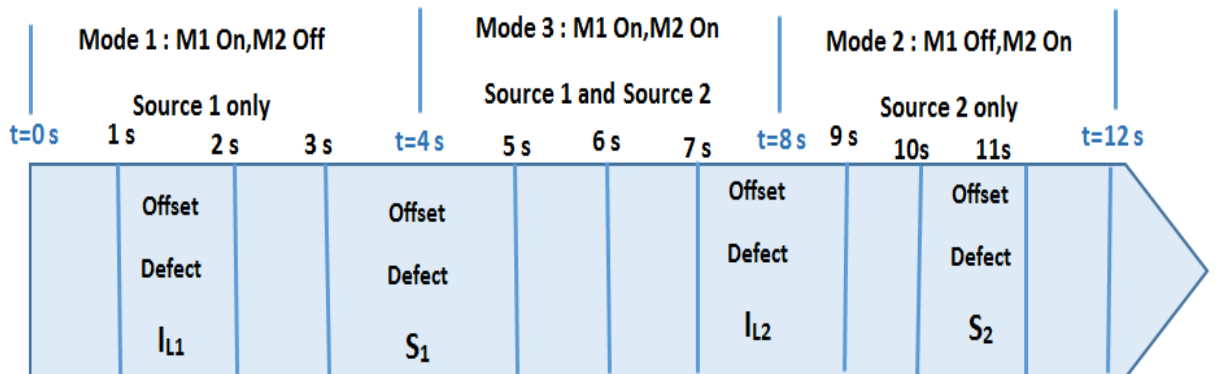 Mode 1 : M1 On,M2 Off
Source 1 only
Mode 3 : M1 On,M2 On
Source 1 and Source 2
Mode 2 : M1 Off,M2 On
Source 2 only
t=0 s
1 s
2 s
3 s
t=4 s
5 s
6 s
7 s
t=8 s
9 s
10s
11s
t=12 s
Offset
Defect
IL1
Offset
Defect
S1
Offset
Defect
IL2
Offset
Defect
S2